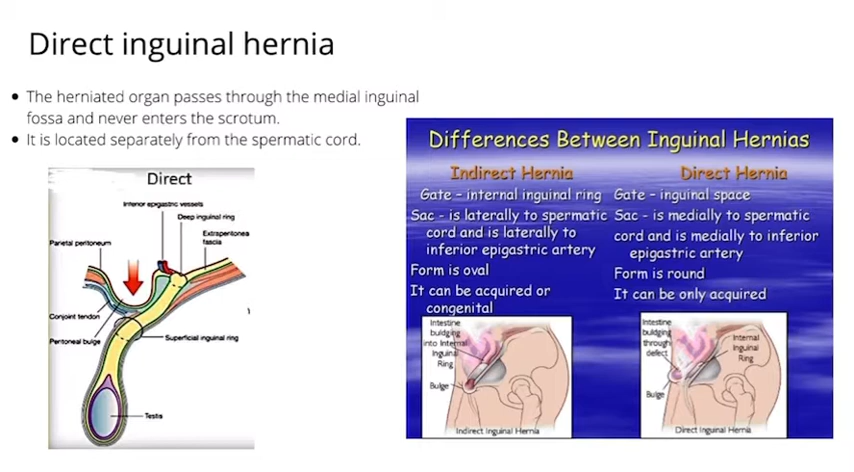 Direct inguinal hernia
• The herniated organ passes through the medial inguinal
fossa and never enters the scrotum.
• It is located separately from the spermatic cord.
Direct
Inferior epigastric vessels
Deep inguinal ring
Extraperitonea
fascia
Parietal peritoneum
Conjoint tendon
Peritoneal bulge
Superficial inguinal ring
Testis
Differences Between Inguinal Hernias
Indirect Hernia
Gate – internal inguinal ring
Sac - is laterally to spermatic
cord and is laterally to
inferior epigastric artery
Form is oval
It can be acquired or
congenital
Direct Hernia
Gate – inguinal space
Sac - is medially to spermatic
cord and is medially to inferior
epigastric artery
Form is round
It can be only acquired
Intestine
buldging
into Internal
Inguinal
Ring
Bulge
Indirect Inguinal Hernia
Intestine
buldging
through
defect
Internal
Inguinal
Ring
Bulge
Direct Inguinal Hernia